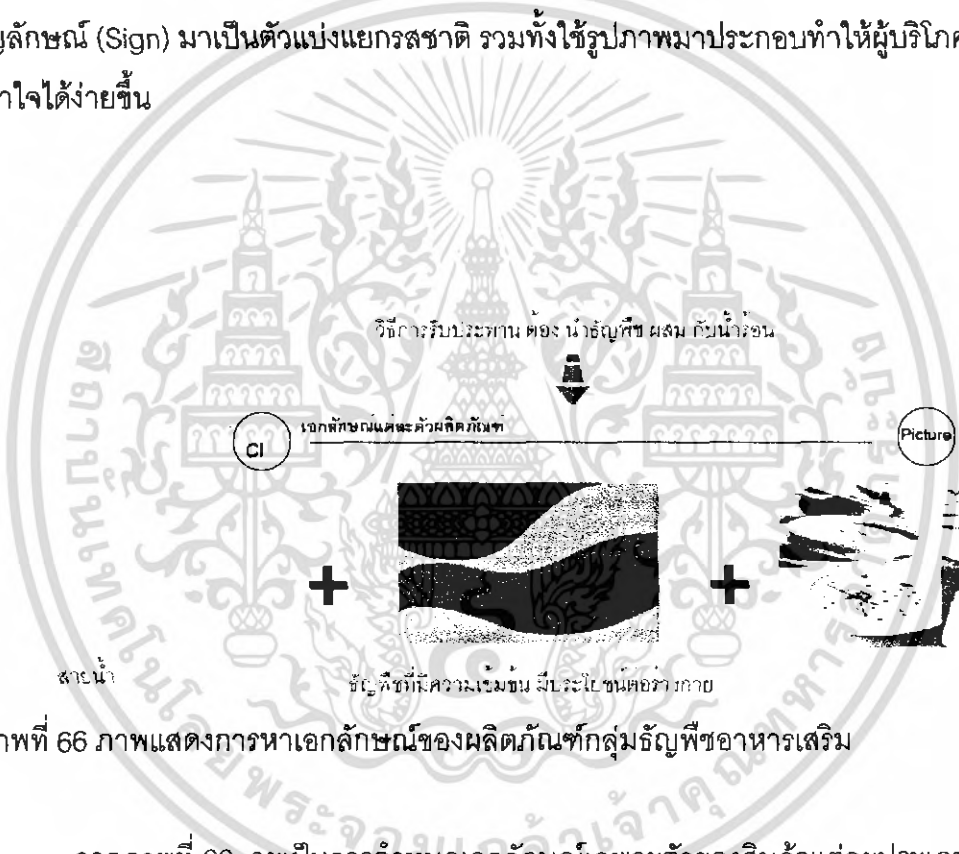 ญลักษณ์ (Sign) มาเป็นตัวแบ่งแยกรสชาติ รวมทั้งใช้รูปภาพมาประกอบทำให้ผู้บริโภค
าใจได้ง่ายขึ้น
วิธีการรับประทาน ต้อง นำธัญพืช ผสม กับน้ำร้อน
CI
เอกลักษณ์แต่ละตัวผลิตภัณฑ์
Picture
สายน้ำ
ธัญพืชที่มีความเข้มข้น มีประโยชน์ต่อร่างกาย
าพที่ 66 ภาพแสดงการหาเอกลักษณ์ของผลิตภัณฑ์กลุ่มธัญพืชอาหารเสริม